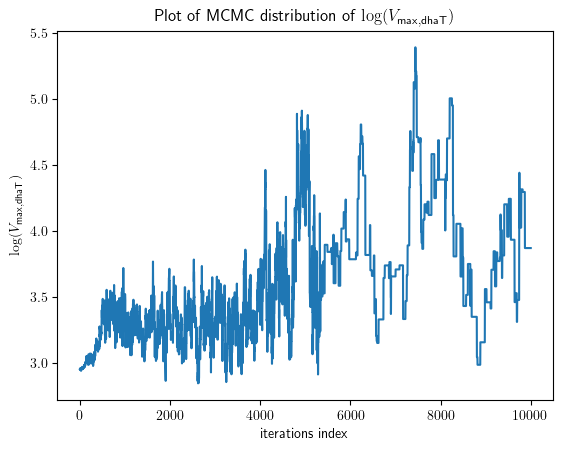 Plot of MCMC distribution of log(V_max,dhaT)
log(V_max,dhaT)
5.5
5.0
4.5
4.0
3.5
3.0
0 2000 4000 6000 8000 10000
iterations index